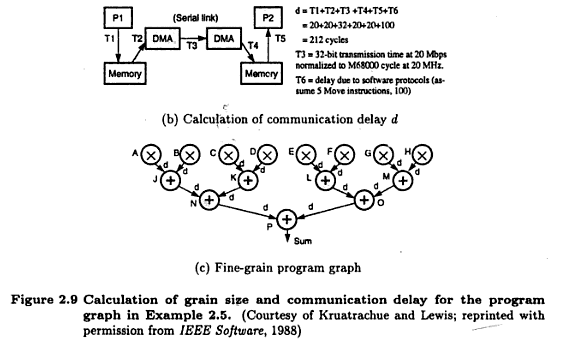 P1
(Serial link)
P2
T1
T2
DMA
T3
DMA
T4
T5
Memory
Memory
d = T1+T2+T3 +T4+T5+T6
= 20+20+32+20+20+100
= 212 cycles
T3 = 32-bit transmission time at 20 Mbps
normalized to M68000 cycle at 20 MHz.
T6 = delay due to software protocols (as-
sume 5 Move instructions, 100)
(b) Calculation of communication delay d
A B C D E F G H
d d d d d d d d
J K L M
d d d d
N O
d d
P
Sum
(c) Fine-grain program graph
Figure 2.9 Calculation of grain size and communication delay for the program
graph in Example 2.5. (Courtesy of Kruatrachue and Lewis; reprinted with
permission from IEEE Software, 1988)